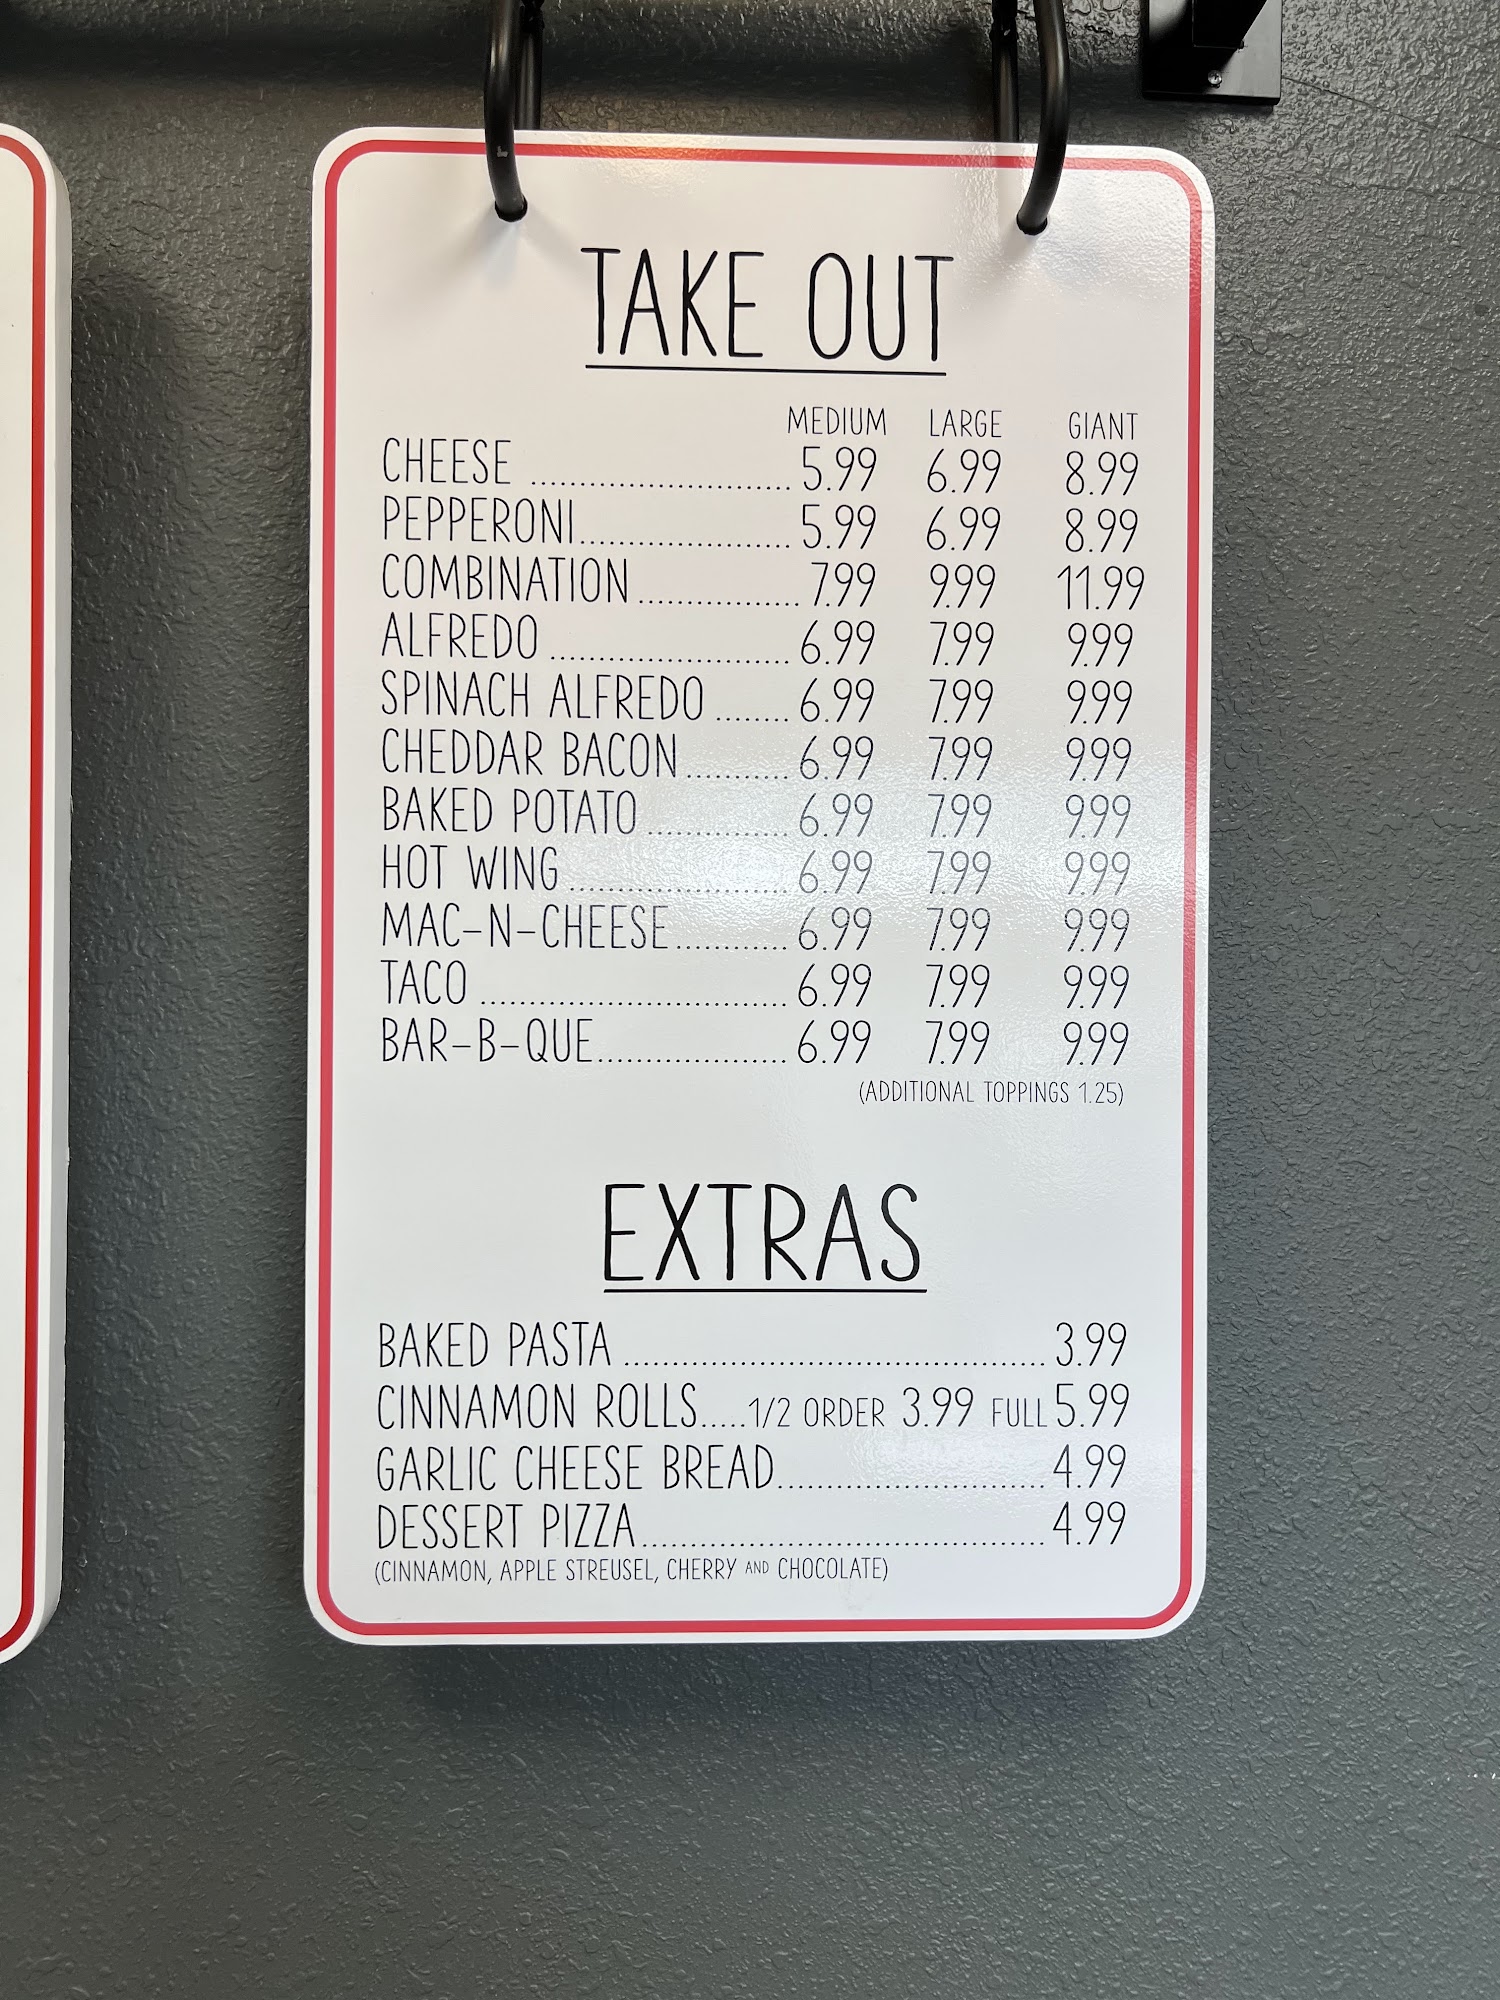 TAKE OUT
MEDIUM LARGE GIANT
CHEESE ........................... 5.99 6.99 8.99
PEPPERONI...................... 5.99 6.99 8.99
COMBINATION ................. 7.99 9.99 11.99
ALFREDO ......................... 6.99 7.99 9.99
SPINACH ALFREDO ........ 6.99 7.99 9.99
CHEDDAR BACON........... 6.99 7.99 9.99
BAKED POTATO ............... 6.99 7.99 9.99
HOT WING ....................... 6.99 7.99 9.99
MAC-N-CHEESE............ 6.99 7.99 9.99
TACO ................................ 6.99 7.99 9.99
BAR-B-QUE.................... 6.99 7.99 9.99
(ADDITIONAL TOPPINGS 1.25)
EXTRAS
BAKED PASTA ............................................ 3.99
CINNAMON ROLLS.....1/2 ORDER 3.99 FULL 5.99
GARLIC CHEESE BREAD............................ 4.99
DESSERT PIZZA.......................................... 4.99
(CINNAMON, APPLE STREUSEL, CHERRY AND CHOCOLATE)